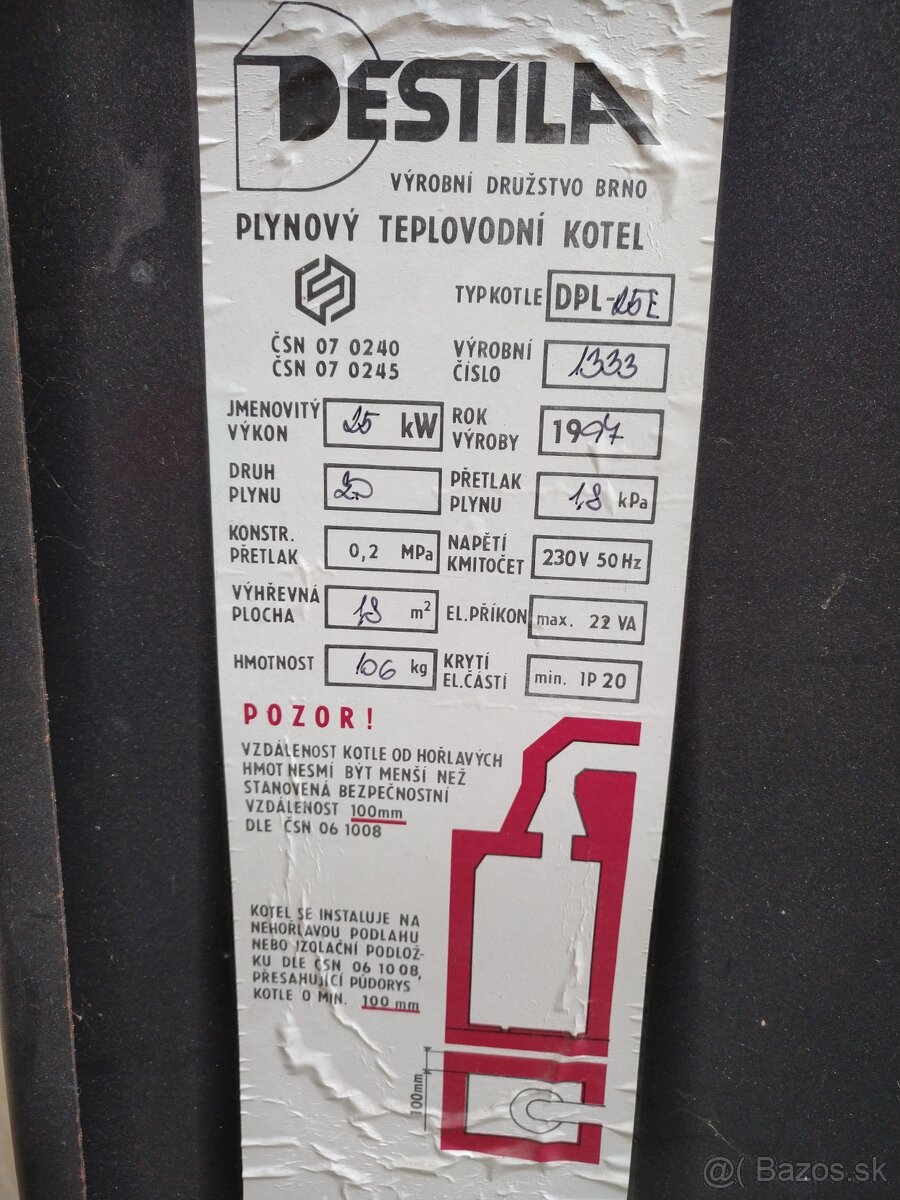 DESTILA
VÝROBNÍ DRUŽSTVO BRNO
PLYNOVÝ TEPLOVODNÍ KOTEL
TYP KOTLE DPL-25E
ČSN 07 0240
ČSN 07 0245
VÝROBNÍ
ČÍSLO 1333
JMENOVITÝ
VÝKON 25 kW
ROK
VÝROBY 1997
DRUH
PLYNU
PŘETLAK
PLYNU 1,8 kPa
KONSTR.
PŘETLAK 0,2 MPa
NAPĚTÍ
KMITOČET 230V 50Hz
VÝHŘEVNÁ
PLOCHA 1,8 m²
EL.PŘÍKON max. 22 VA
HMOTNOST 106 kg
KRYTÍ
EL.ČÁSTÍ min. IP 20
POZOR!
VZDÁLENOST KOTLE OD HOŘLAVÝCH
HMOT NESMÍ BÝT MENŠÍ NEŽ
STANOVENÁ BEZPEČNOSTNÍ
VZDÁLENOST 100mm
DLE ČSN 06 1008
KOTEL SE INSTALUJE NA
NEHOŘLAVOU PODLAHU
NEBO IZOLAČNÍ PODLOŽ-
KU DLE ČSN 06 10 08,
PŘESAHUJÍCÍ PŮDORYS
KOTLE O MIN. 100 mm
100mm
@( Bazos.sk